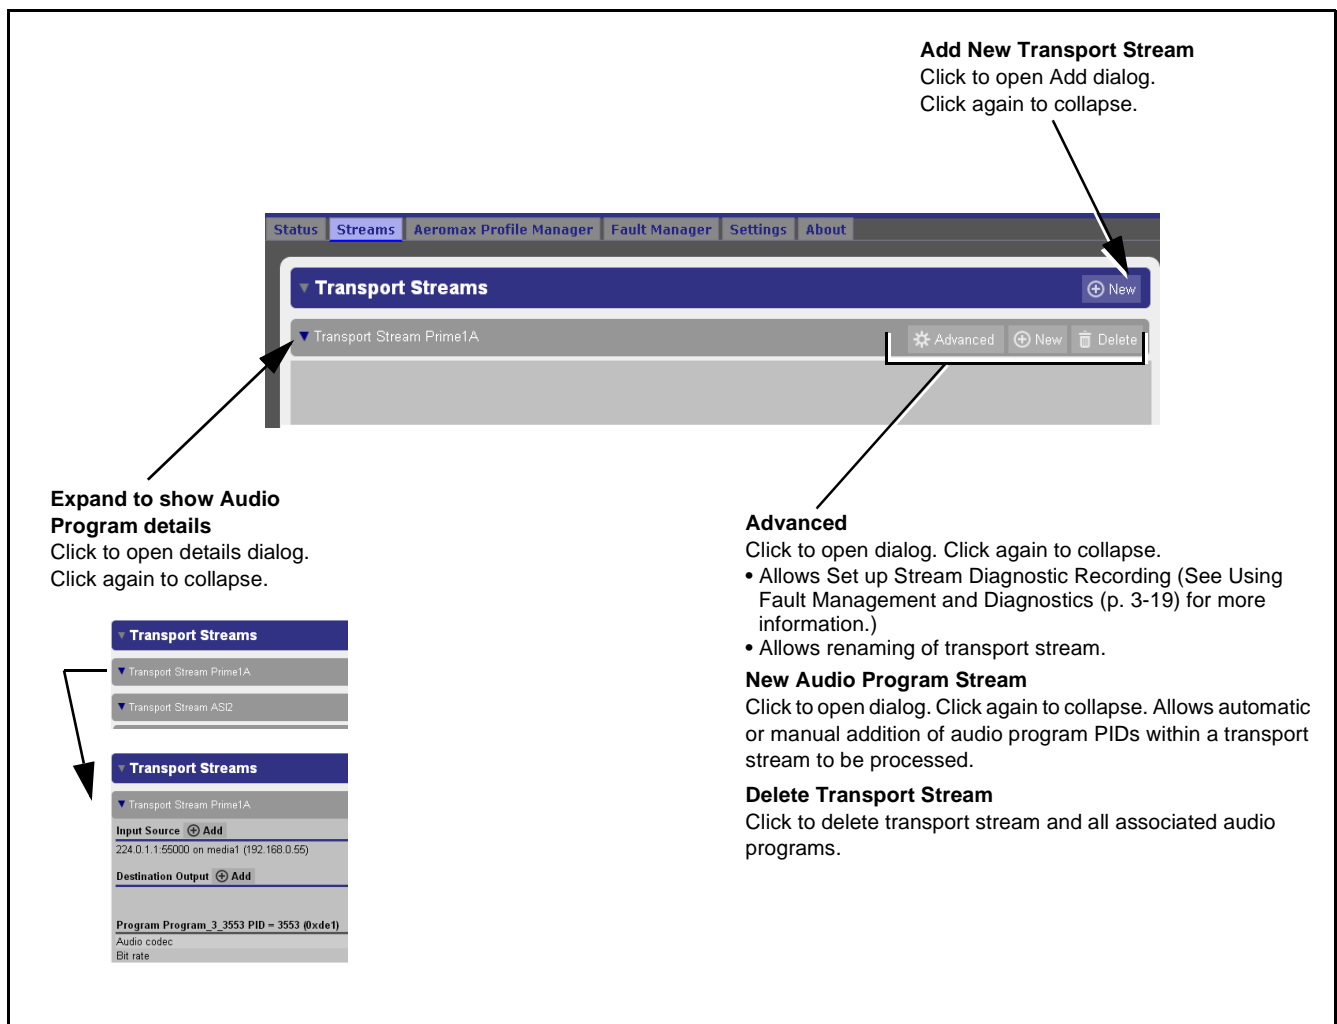 Add New Transport Stream
Click to open Add dialog.
Click again to collapse.
Status Streams Aeromax Profile Manager Fault Manager Settings About
Transport Streams
New
Transport Stream Prime1A
Advanced New Delete
Expand to show Audio
Program details
Click to open details dialog.
Click again to collapse.
Transport Streams
Transport Stream Prime1A
Transport Stream ASI2
Transport Streams
Transport Stream Prime1A
Input Source Add
224.0.1.1:55000 on media1 (192.168.0.55)
Destination Output Add
Program Program_3_3553 PID = 3553 (0xde1)
Audio codec
Bit rate
Advanced
Click to open dialog. Click again to collapse.
• Allows Set up Stream Diagnostic Recording (See Using
Fault Management and Diagnostics (p. 3-19) for more
information.)
• Allows renaming of transport stream.
New Audio Program Stream
Click to open dialog. Click again to collapse. Allows automatic
or manual addition of audio program PIDs within a transport
stream to be processed.
Delete Transport Stream
Click to delete transport stream and all associated audio
programs.